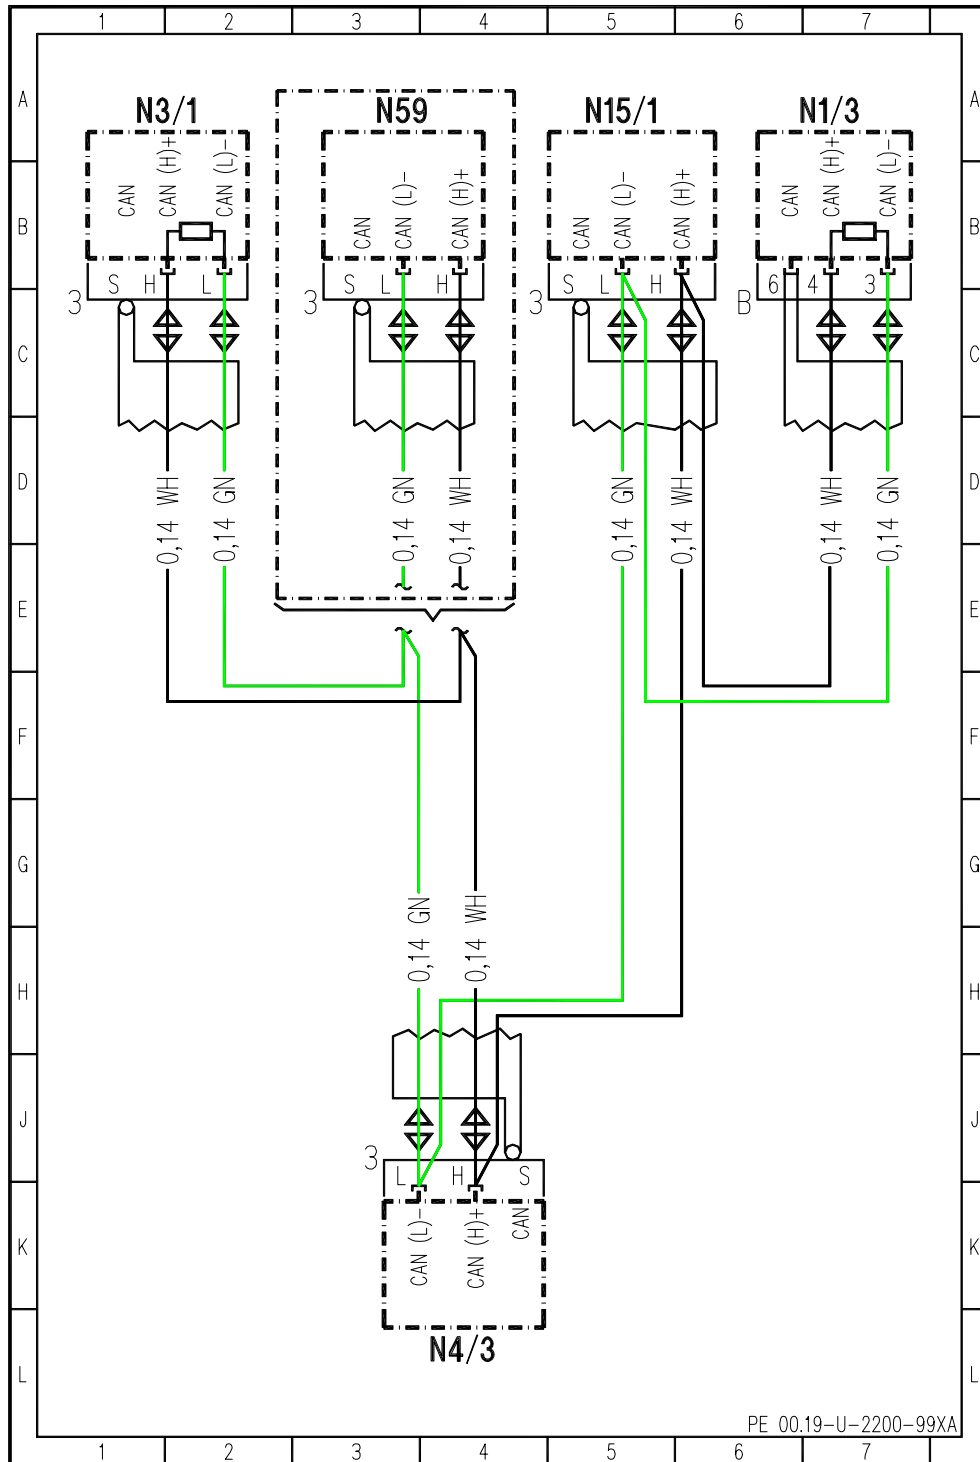 1 2 3 4 5 6 7
A A
N3/1 N59 N15/1 N1/3
CAN CAN (H)+ CAN (L)-
CAN CAN (L)- CAN (H)+
CAN CAN (L)- CAN (H)+
CAN CAN (H)+ CAN (L)-
B B
S H L
S L H
S L H
6 4 3
3 3 3 B
C C
D D
0,14 WH 0,14 GN
0,14 GN 0,14 WH
0,14 GN 0,14 WH
0,14 WH 0,14 GN
E E
F F
G G
0,14 GN 0,14 WH
H H
J J
3
L H S
CAN (L)- CAN (H)+ CAN
K K
N4/3
L L
PE 00.19-U-2200-99XA
1 2 3 4 5 6 7